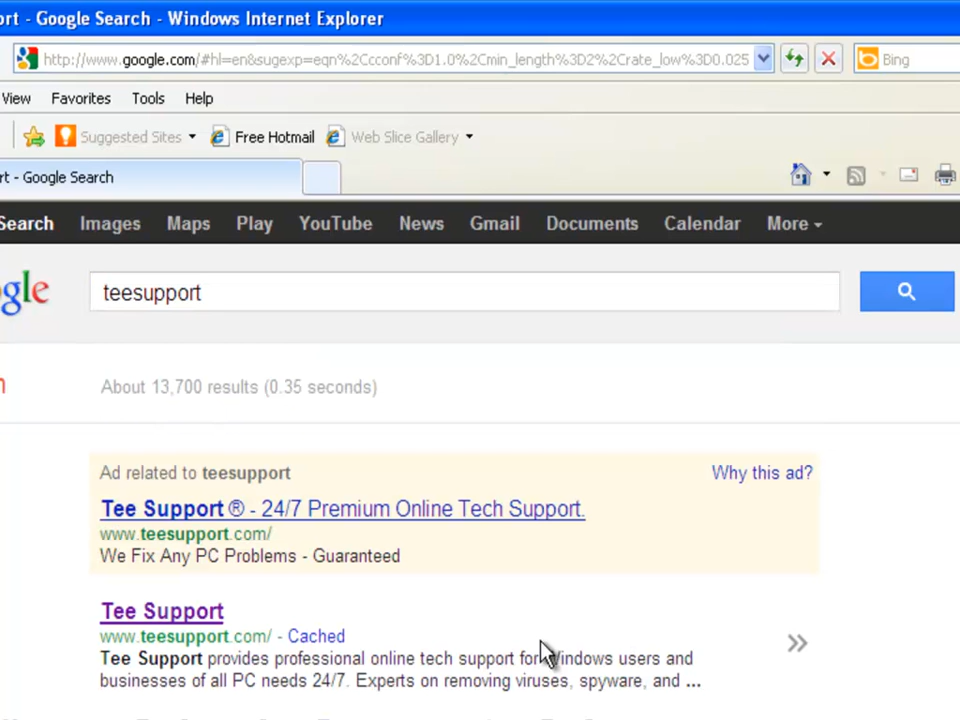 ort - Google Search - Windows Internet Explorer
http://www.google.com/#hl=en&sugexp=eqn%2Cconf%3D1.0%2Cmin_length%3D2%2Crate_low%3D0.025 Bing
View Favorites Tools Help
Suggested Sites Free Hotmail Web Slice Gallery
rt - Google Search
Search Images Maps Play YouTube News Gmail Documents Calendar More
gle teesupport
About 13,700 results (0.35 seconds)
Ad related to teesupport Why this ad?
Tee Support ® - 24/7 Premium Online Tech Support.
www.teesupport.com/
We Fix Any PC Problems - Guaranteed
Tee Support
www.teesupport.com/ - Cached
Tee Support provides professional online tech support for Windows users and
businesses of all PC needs 24/7. Experts on removing viruses, spyware, and ...